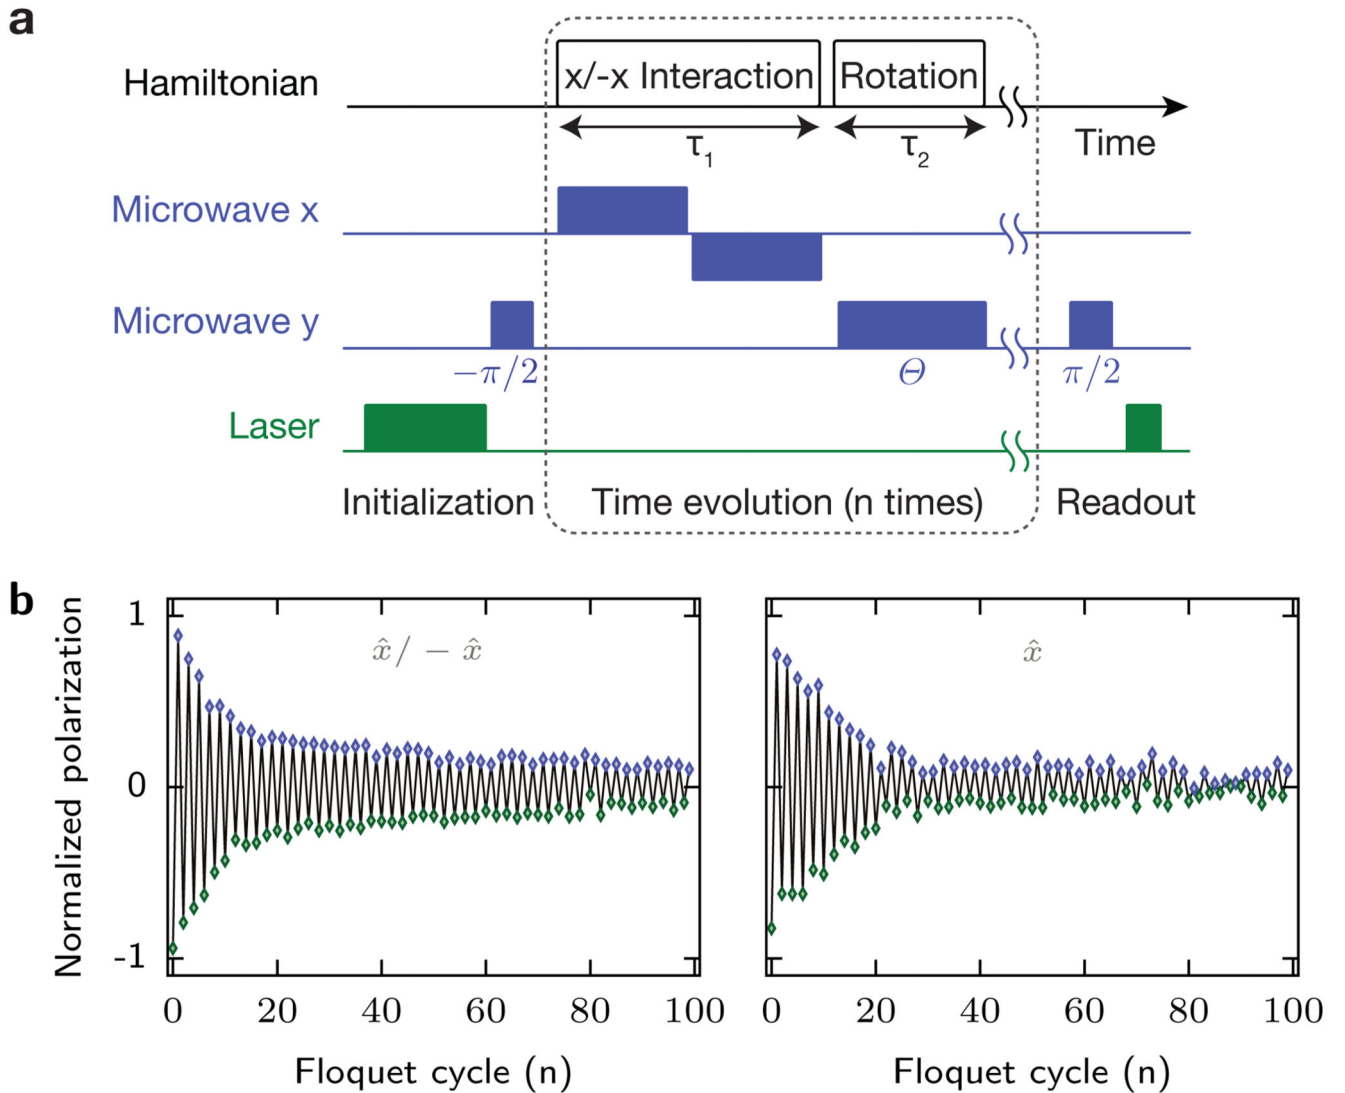 a
Hamiltonian
x/-x Interaction
Rotation
τ₁
τ₂
Time
Microwave x
Microwave y
−π/2
Θ
π/2
Laser
Initialization
Time evolution (n times)
Readout
b
Normalized polarization
1
0
-1
x̂/ − x̂
x̂
0 20 40 60 80 100
0 20 40 60 80 100
Floquet cycle (n)
Floquet cycle (n)